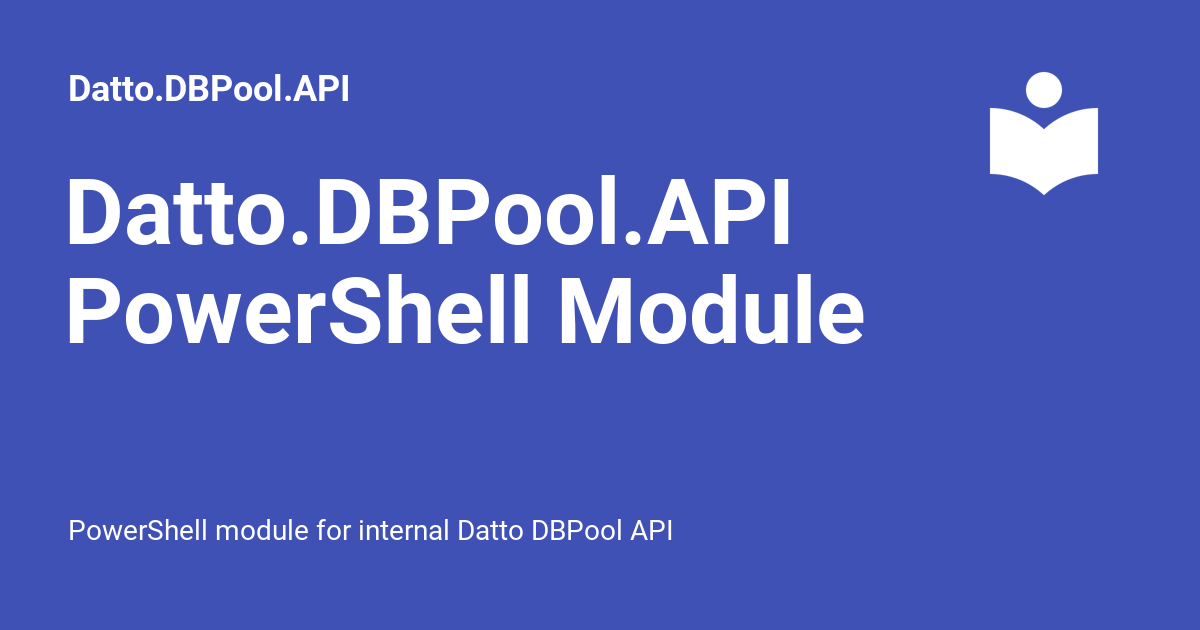 Datto.DBPool.API
Datto.DBPool.API
PowerShell Module
PowerShell module for internal Datto DBPool API